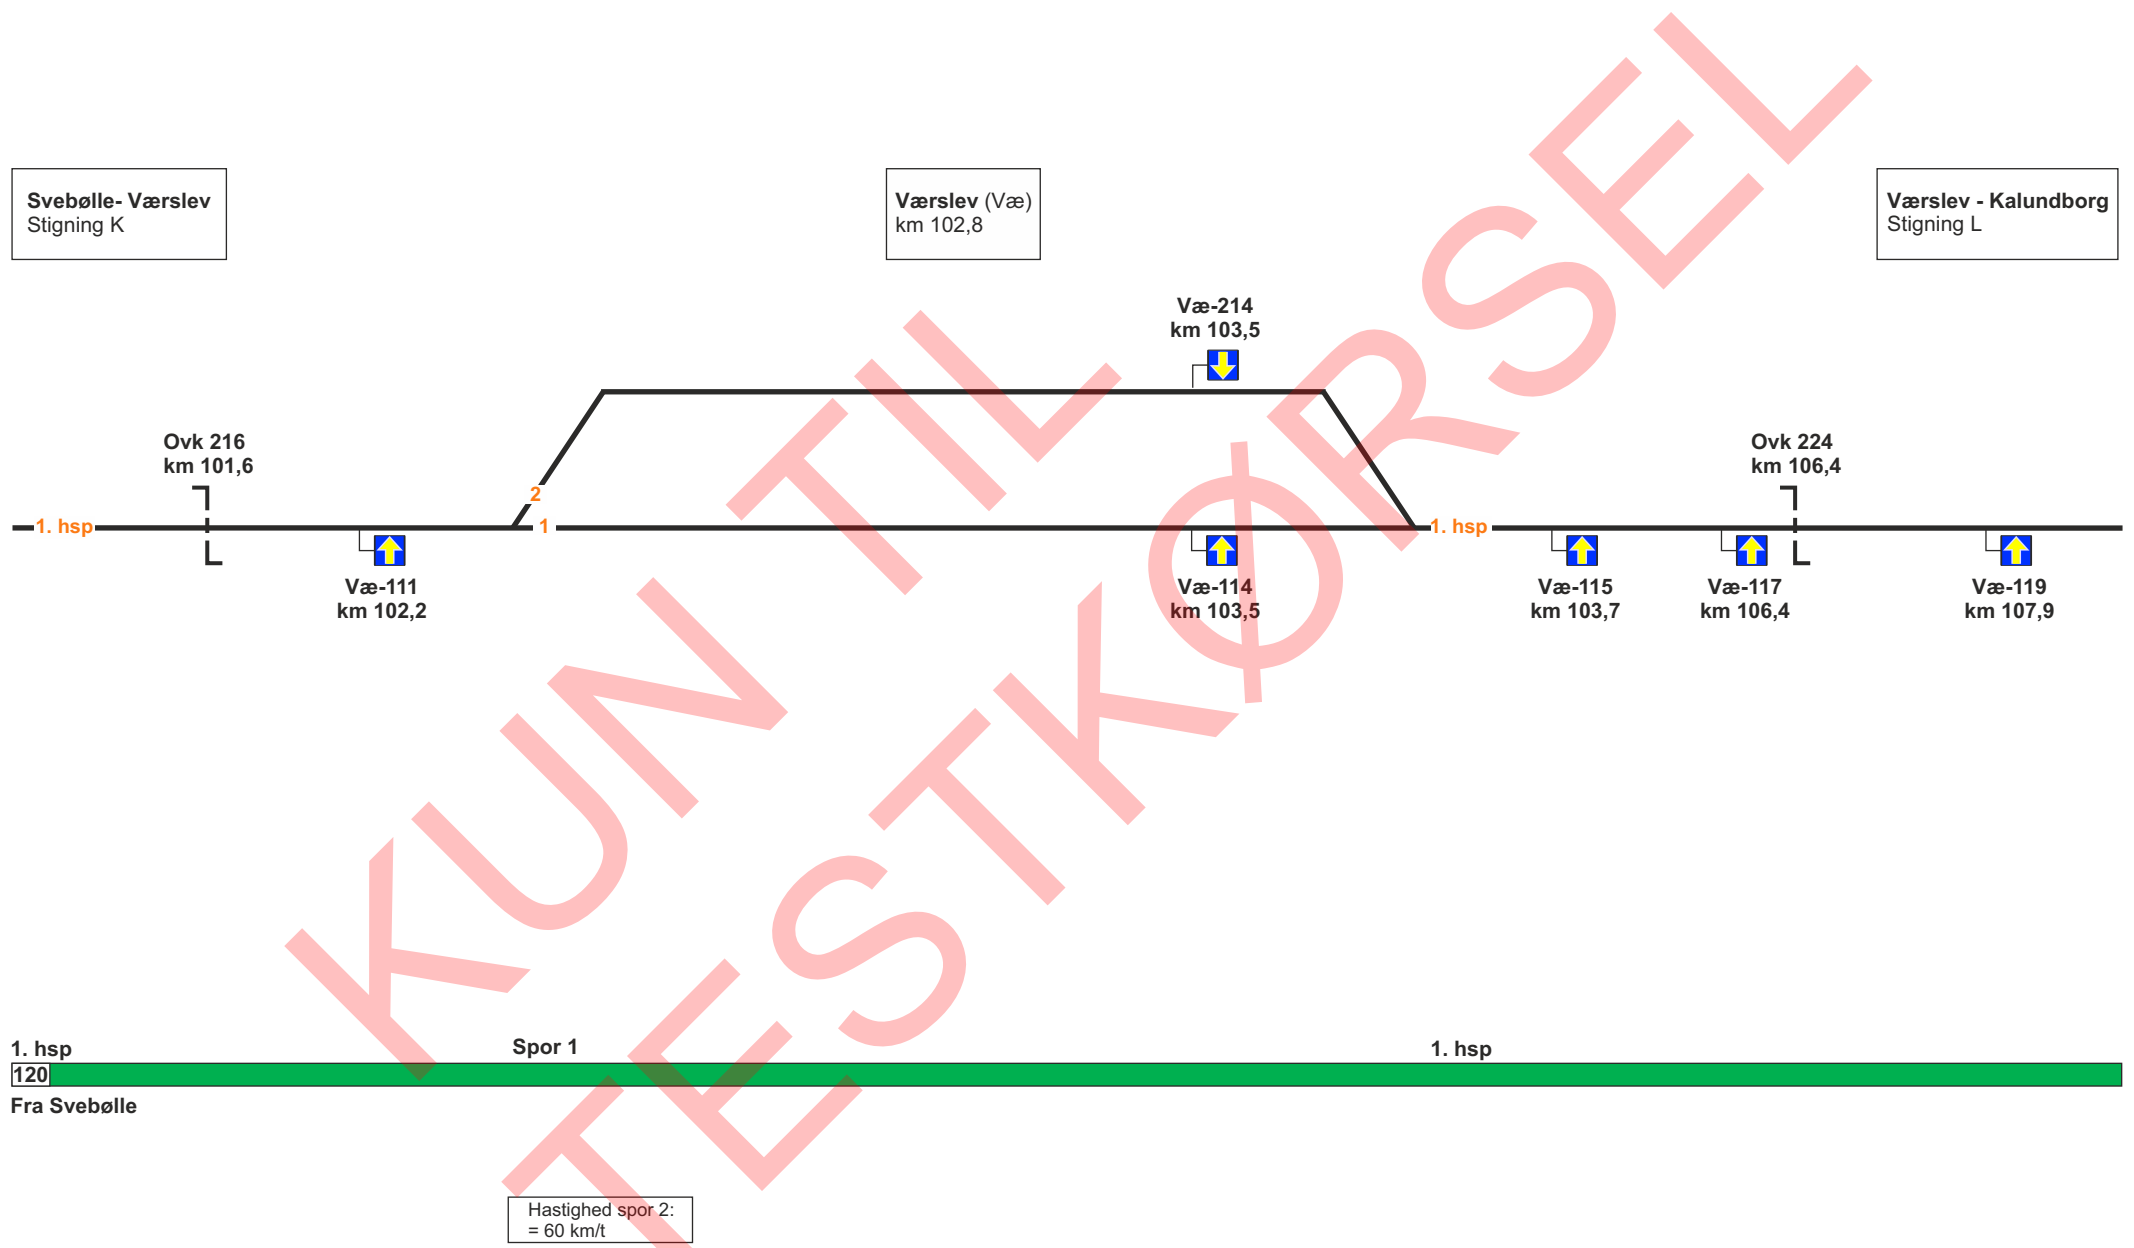 Svebølle- Værslev
Stigning K
Værslev (Væ)
km 102,8
Værslev - Kalundborg
Stigning L
Væ-214
km 103,5
Ovk 216
km 101,6
Ovk 224
km 106,4
2
1. hsp
1
1. hsp
Væ-111
km 102,2
Væ-114
km 103,5
Væ-115
km 103,7
Væ-117
km 106,4
Væ-119
km 107,9
KUN TIL
TESTKØRSEL
1. hsp
Spor 1
1. hsp
120
Fra Svebølle
Hastighed spor 2:
= 60 km/t